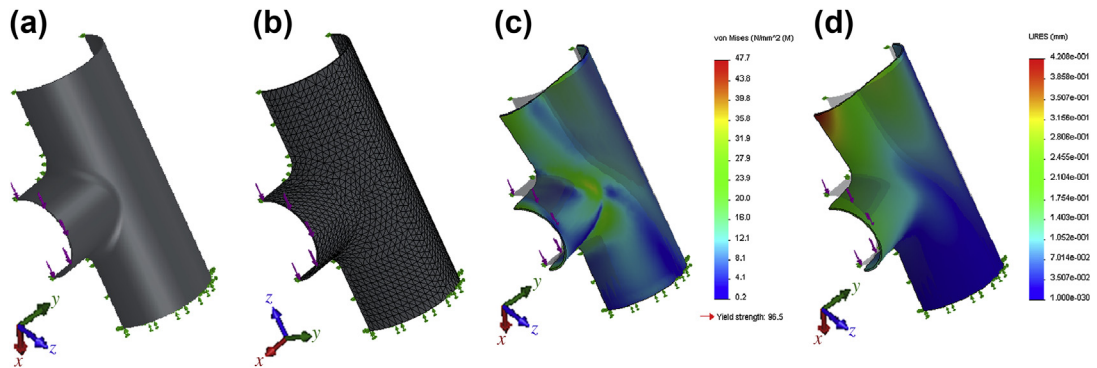 (a)
(b)
(c)
(d)
von Mises (N/mm^2 (M)
47.7
43.8
39.8
35.8
31.8
27.9
23.9
20.0
16.0
12.1
8.1
4.1
0.2
Yield strength: 96.5
URES (mm)
4.208e-001
3.858e-001
3.507e-001
3.156e-001
2.806e-001
2.455e-001
2.104e-001
1.754e-001
1.403e-001
1.052e-001
7.014e-002
3.507e-002
1.000e-030
y
z
x
z
y
x
y
z
x
y
z
x